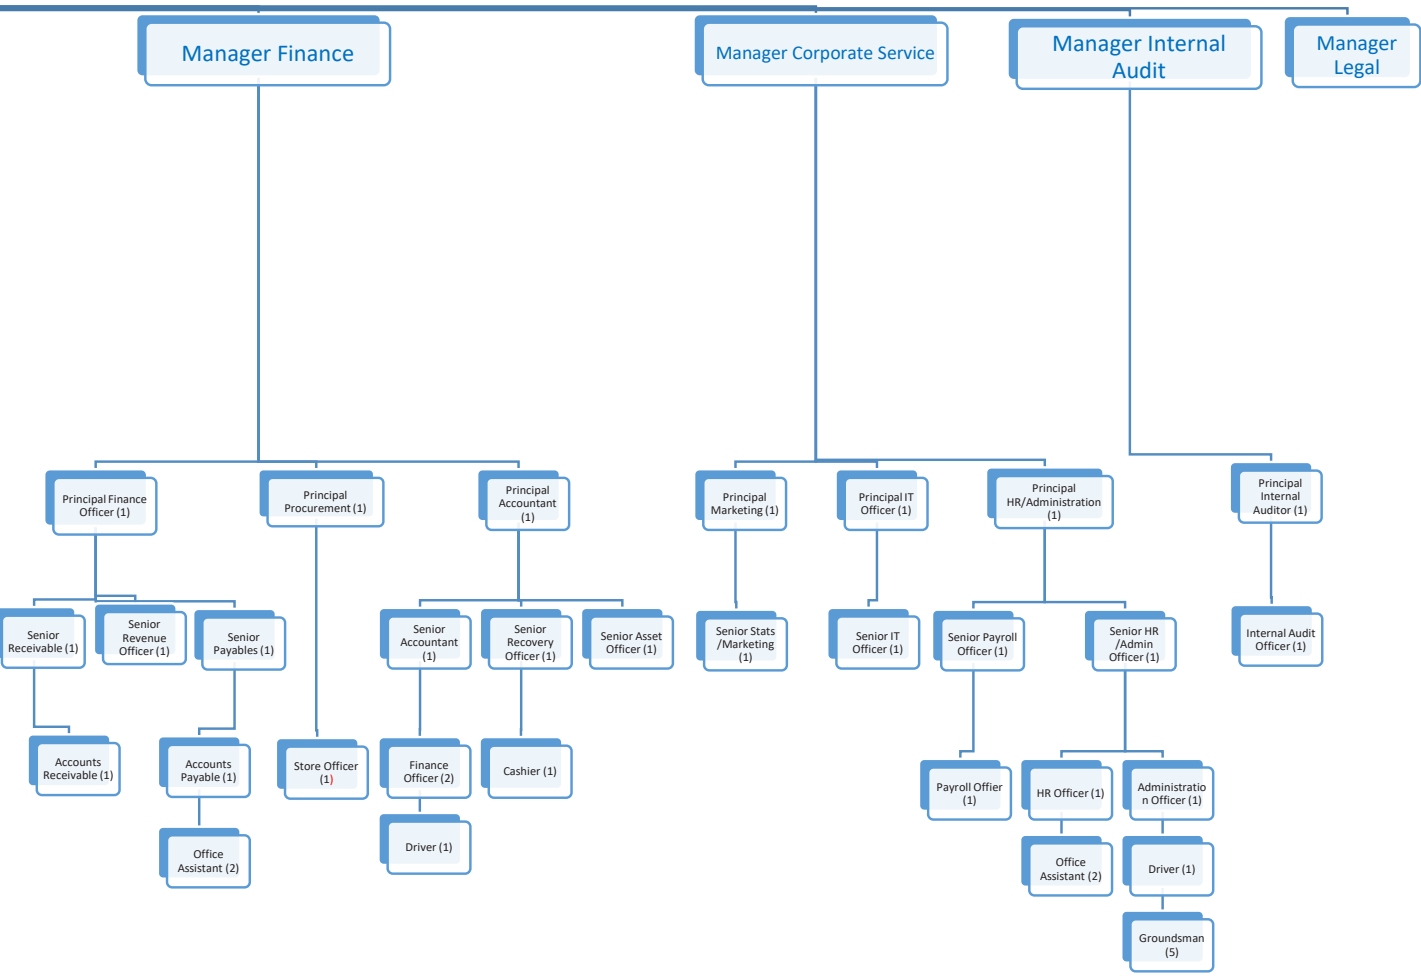 Manager Finance
Manager Corporate Service
Manager Internal
Audit
Manager
Legal
Principal Finance
Officer (1)
Principal
Procurement (1)
Principal
Accountant
(1)
Principal
Marketing (1)
Principal IT
Officer (1)
Principal
HR/Administration
(1)
Principal
Internal
Auditor (1)
Senior
Receivable (1)
Senior
Revenue
Officer (1)
Senior
Payables (1)
Senior
Accountant
(1)
Senior
Recovery
Officer (1)
Senior Asset
Officer (1)
Senior Stats
/Marketing
(1)
Senior IT
Officer (1)
Senior Payroll
Officer (1)
Senior HR
/Admin
Officer (1)
Internal Audit
Officer (1)
Accounts
Receivable (1)
Accounts
Payable (1)
Store Officer
(1)
Finance
Officer (2)
Cashier (1)
Payroll Offier
(1)
HR Officer (1)
Administratio
n Officer (1)
Office
Assistant (2)
Driver (1)
Office
Assistant (2)
Driver (1)
Groundsman
(5)